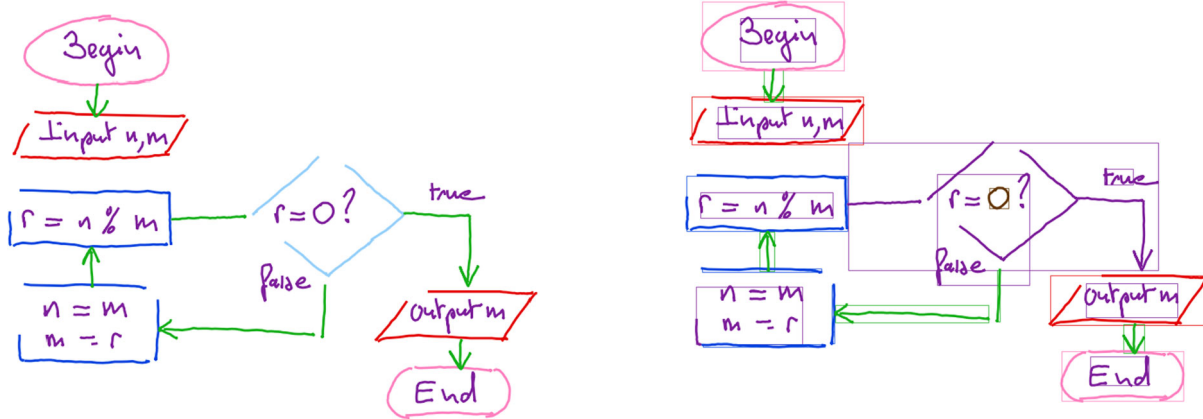 Begin
Input n,m
r = n % m
r = 0?
true
false
n = m
m = r
output m
End
Begin
Input n,m
r = n % m
r = 0?
true
false
n = m
m = r
output m
End